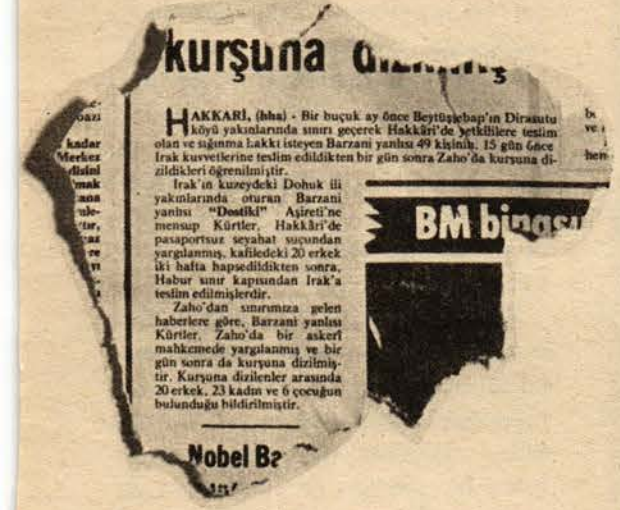 kurşuna
oazı
kadar
Merkez
dizini
mak
HAKKARİ, (hha) - Bir buçuk ay önce Beytüşşebap'ın Dirasutu
köyü yakınlarında sınırı geçerek Hakkâri'de yetkililere teslim
olan ve sığınma hakkı isteyen Barzani yanlısı 49 kişinin, 15 gün önce
Irak kuvvetlerine teslim edildikten bir gün sonra Zaho'da kurşuna di-
zildikleri öğrenilmiştir.
Irak'ın kuzeydeki Dohuk ili
yakınlarında oturan Barzani
yanlısı "Dostiki" Aşireti'ne
mensup Kürtler, Hakkâri'de
pasaportsuz seyahat suçundan
yargılanmış, kafiledeki 20 erkek
iki hafta hapsedildikten sonra,
Habur sınır kapısından Irak'a
teslim edilmişlerdir.
Zaho'dan sınırımıza gelen
haberlere göre, Barzani yanlısı
Kürtler, Zaho'da bir askerî
mahkemede yargılanmış ve bir
gün sonra da kurşuna dizilmiş-
tir. Kurşuna dizilenler arasında
20 erkek, 23 kadın ve 6 çocuğun
bulunduğu bildirilmiştir.
BM binası
Nobel Ba